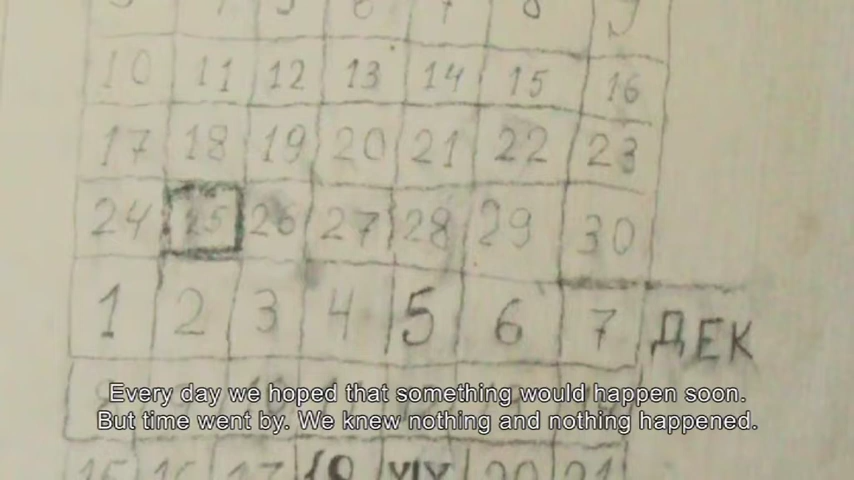 10 11 12 13 14 15 16
17 18 19 20 21 22 23
24 25 26 27 28 29 30
1 2 3 4 5 6 7 ДЕК
Every day we hoped that something would happen soon.
But time went by. We knew nothing and nothing happened.